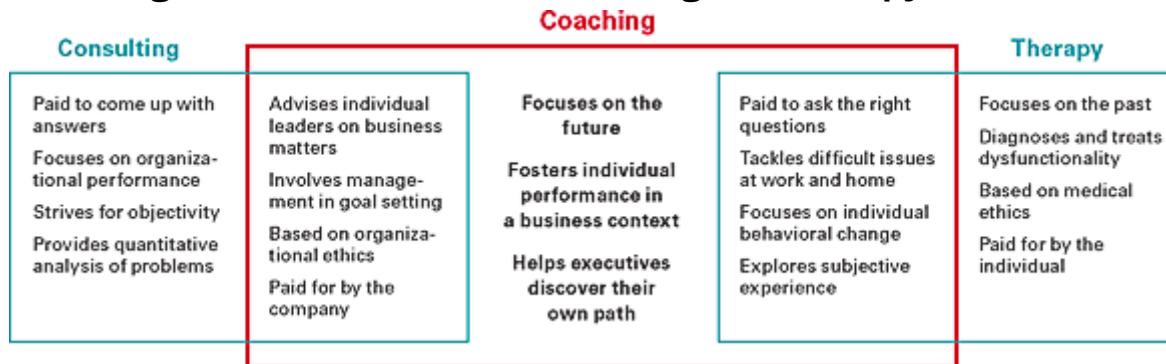 Coaching
Consulting
Therapy
Paid to come up with
answers
Focuses on organiza-
tional performance
Strives for objectivity
Provides quantitative
analysis of problems
Advises individual
leaders on business
matters
Involves manage-
ment in goal setting
Based on organiza-
tional ethics
Paid for by the
company
Focuses on the
future
Fosters individual
performance in
a business context
Helps executives
discover their
own path
Paid to ask the right
questions
Tackles difficult issues
at work and home
Focuses on individual
behavioral change
Explores subjective
experience
Focuses on the past
Diagnoses and treats
dysfunctionality
Based on medical
ethics
Paid for by the
individual